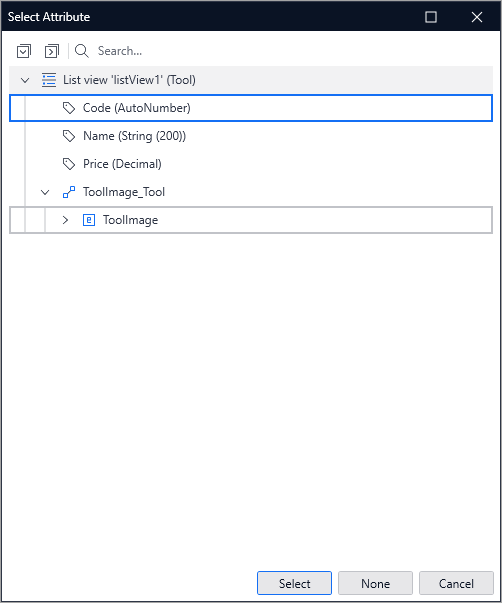 Select Attribute
Search...
List view 'listView1' (Tool)
Code (AutoNumber)
Name (String (200))
Price (Decimal)
ToolImage_Tool
ToolImage
Select None Cancel